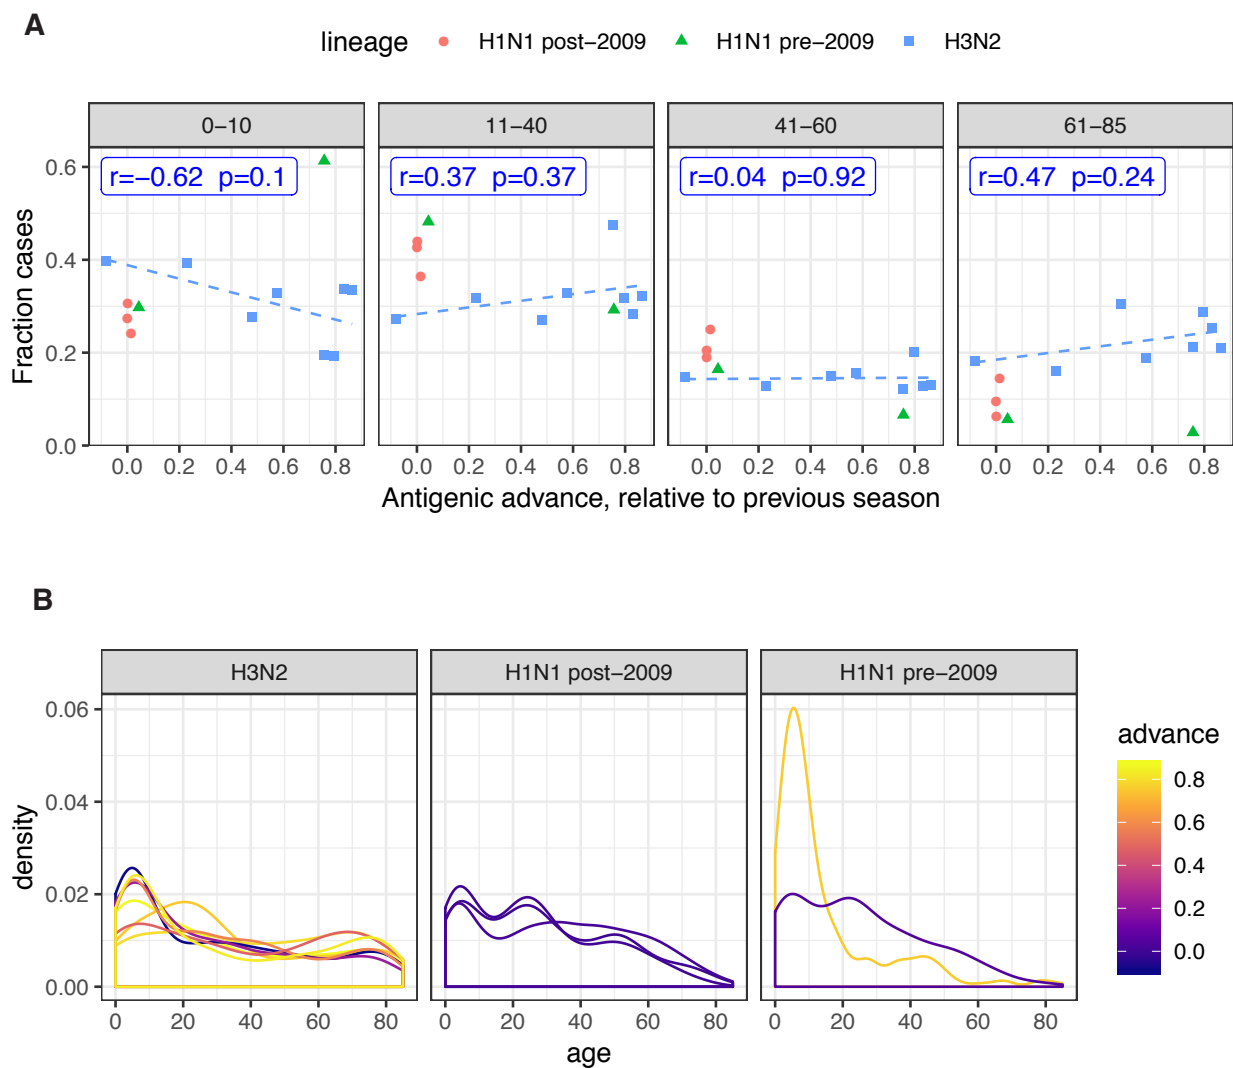 A
lineage H1N1 post−2009 H1N1 pre−2009 H3N2
0−10 11−40 41−60 61−85
r=−0.62 p=0.1 r=0.37 p=0.37 r=0.04 p=0.92 r=0.47 p=0.24
Fraction cases
0.6
0.4
0.2
0.0
0.0 0.2 0.4 0.6 0.8 0.0 0.2 0.4 0.6 0.8 0.0 0.2 0.4 0.6 0.8 0.0 0.2 0.4 0.6 0.8
Antigenic advance, relative to previous season
B
H3N2 H1N1 post−2009 H1N1 pre−2009
density
0.06
0.04
0.02
0.00
0 20 40 60 80 0 20 40 60 80 0 20 40 60 80
age
advance
0.8
0.6
0.4
0.2
0.0